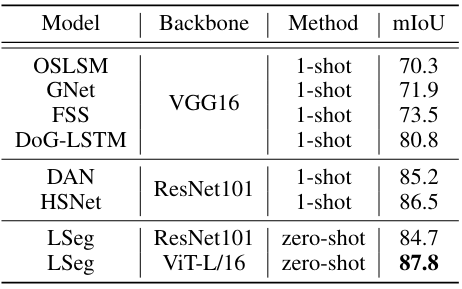 Model Backbone Method mIoU
OSLSM 1-shot 70.3
GNet 1-shot 71.9
VGG16
FSS 1-shot 73.5
DoG-LSTM 1-shot 80.8
DAN 1-shot 85.2
ResNet101
HSNet 1-shot 86.5
LSeg ResNet101 zero-shot 84.7
LSeg ViT-L/16 zero-shot 87.8